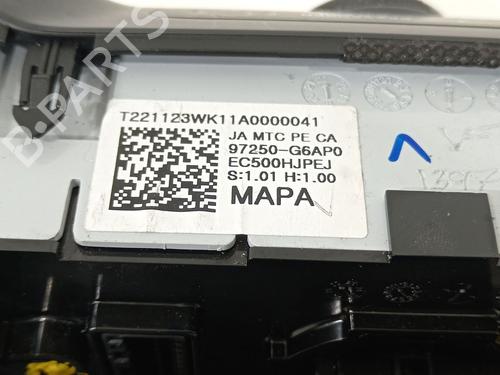 T221123WK11A0000041
JA MTC PE CA
97250-G6AP0
EC500HJPEJ
S:1.01 H:1.00
MAPA
B-PARTS